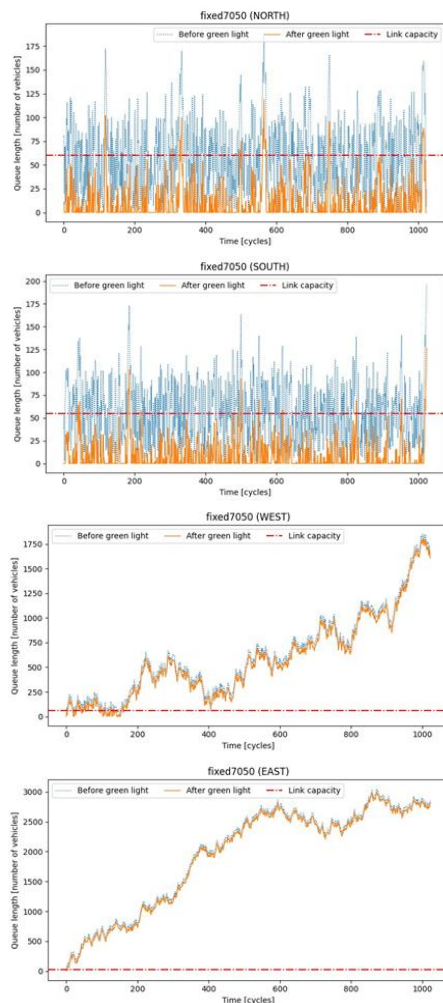 fixed7050 (NORTH)
Before green light After green light Link capacity
175
150
125
100
75
50
25
0
Queue length [number of vehicles]
0 200 400 600 800 1000
Time [cycles]
fixed7050 (SOUTH)
Before green light After green light Link capacity
200
175
150
125
100
75
50
25
0
Queue length [number of vehicles]
0 200 400 600 800 1000
Time [cycles]
fixed7050 (WEST)
Before green light After green light Link capacity
1750
1500
1250
1000
750
500
250
0
Queue length [number of vehicles]
0 200 400 600 800 1000
Time [cycles]
fixed7050 (EAST)
Before green light After green light Link capacity
3000
2500
2000
1500
1000
500
0
Queue length [number of vehicles]
0 200 400 600 800 1000
Time [cycles]